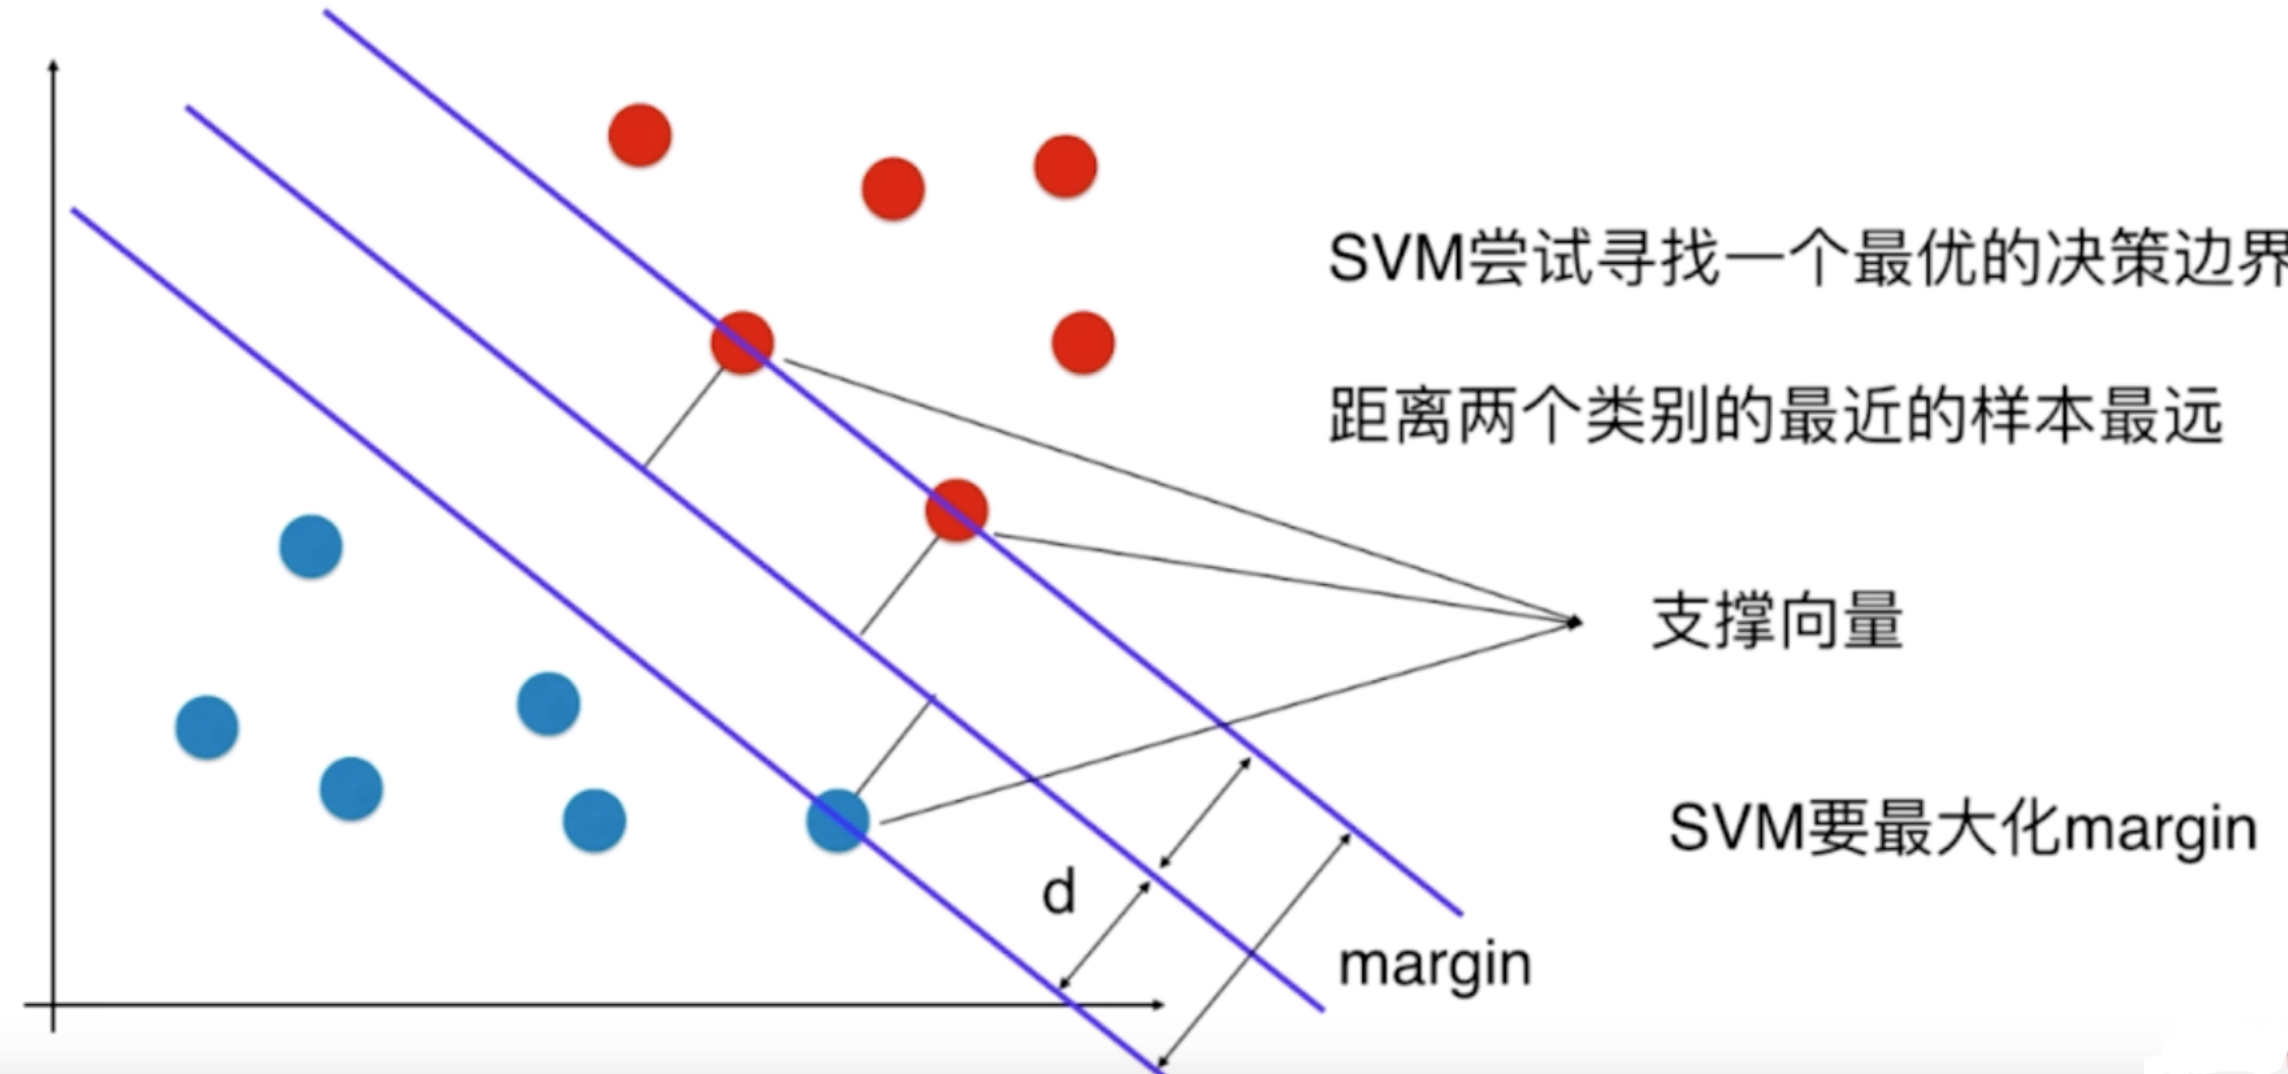 SVM尝试寻找一个最优的决策边界
距离两个类别的最近的样本最远
支撑向量
SVM要最大化margin
d
margin